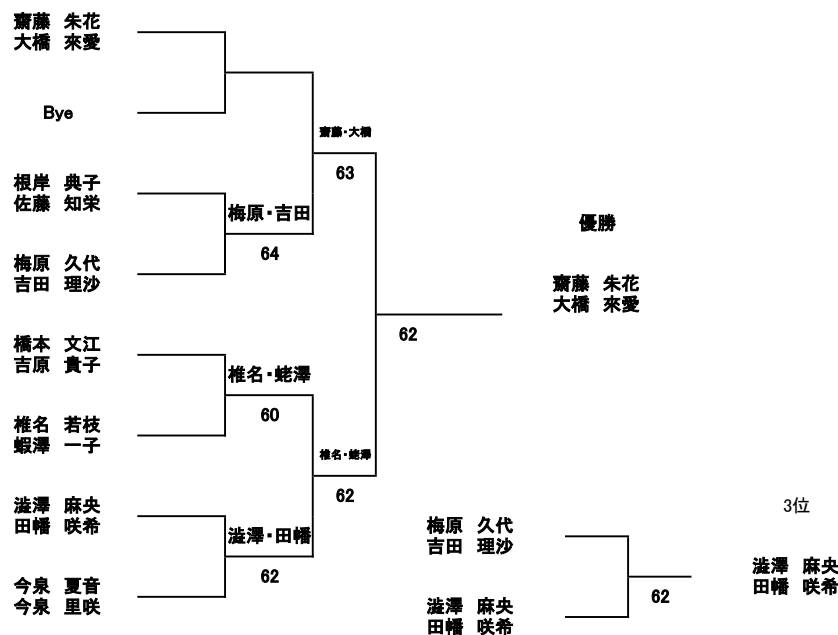 齋藤　朱花
大橋　來愛
Bye
齋藤・大橋
63
根岸　典子
佐藤　知栄
梅原・吉田
64
梅原　久代
吉田　理沙
優勝
齋藤　朱花
大橋　來愛
62
橋本　文江
吉原　貴子
椎名・蛯澤
60
椎名　若枝
蝦澤　一子
椎名・蛯澤
62
澁澤　麻央
田幡　咲希
澁澤・田幡
62
今泉　夏音
今泉　里咲
3位
梅原　久代
吉田　理沙
澁澤　麻央
田幡　咲希
62
澁澤　麻央
田幡　咲希